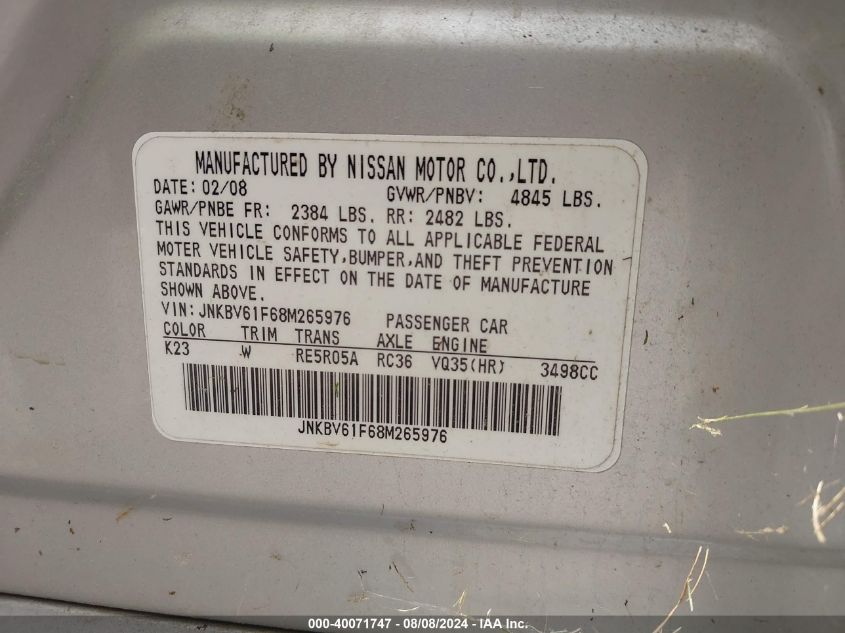 MANUFACTURED BY NISSAN MOTOR CO.,LTD.
DATE: 02/08 GVWR/PNBV: 4845 LBS.
GAWR/PNBE FR: 2384 LBS. RR: 2482 LBS.
THIS VEHICLE CONFORMS TO ALL APPLICABLE FEDERAL
MOTER VEHICLE SAFETY,BUMPER,AND THEFT PREVENTION
STANDARDS IN EFFECT ON THE DATE OF MANUFACTURE
SHOWN ABOVE.
VIN: JNKBV61F68M265976 PASSENGER CAR
COLOR TRIM TRANS AXLE ENGINE
K23 W RE5R05A RC36 VQ35(HR) 3498CC
JNKBV61F68M265976
000-40071747 - 08/08/2024 - IAA Inc.